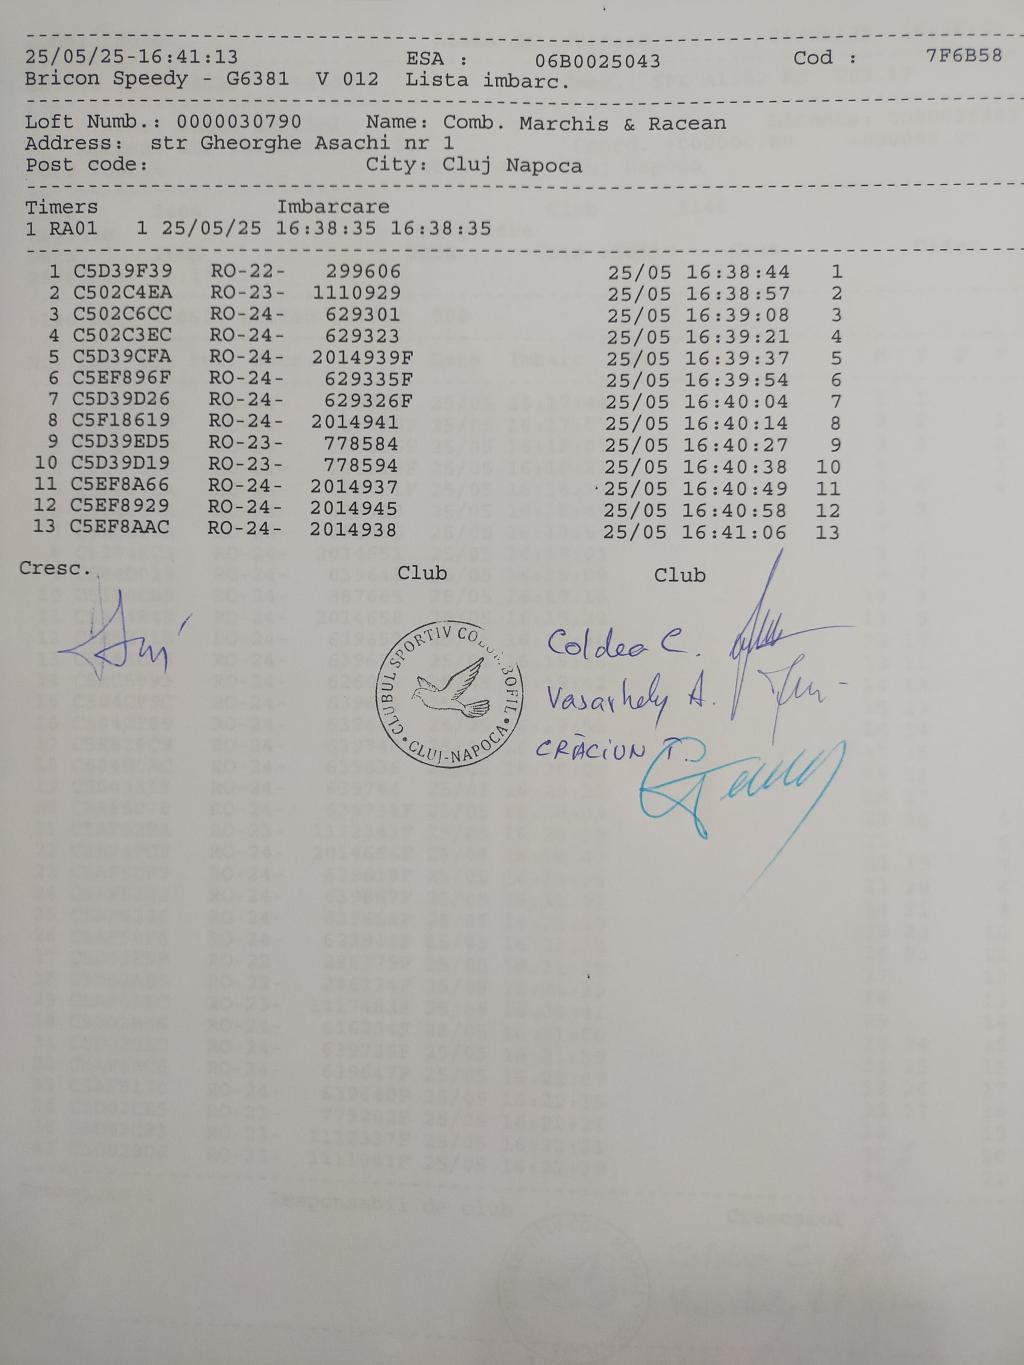 25/05/25-16:41:13 ESA : 06B0025043 Cod : 7F6B58
Bricon Speedy - G6381 V 012 Lista imbarc.
Loft Numb.: 0000030790 Name: Comb. Marchis & Racean
Address: str Gheorghe Asachi nr 1
Post code: City: Cluj Napoca
Timers Imbarcare
1 RA01 1 25/05/25 16:38:35 16:38:35
1 C5D39F39 RO-22- 299606 25/05 16:38:44 1
2 C502C4EA RO-23- 1110929 25/05 16:38:57 2
3 C502C6CC RO-24- 629301 25/05 16:39:08 3
4 C502C3EC RO-24- 629323 25/05 16:39:21 4
5 C5D39CFA RO-24- 2014939F 25/05 16:39:37 5
6 C5EF896F RO-24- 629335F 25/05 16:39:54 6
7 C5D39D26 RO-24- 629326F 25/05 16:40:04 7
8 C5F18619 RO-24- 2014941 25/05 16:40:14 8
9 C5D39ED5 RO-23- 778584 25/05 16:40:27 9
10 C5D39D19 RO-23- 778594 25/05 16:40:38 10
11 C5EF8A66 RO-24- 2014937 25/05 16:40:49 11
12 C5EF8929 RO-24- 2014945 25/05 16:40:58 12
13 C5EF8AAC RO-24- 2014938 25/05 16:41:06 13
Cresc. Club Club
CLUBUL SPORTIV COLUMBOFIL
• CLUJ-NAPOCA •
Coldea C.
Vasarhely A.
CRĂCIUN T.